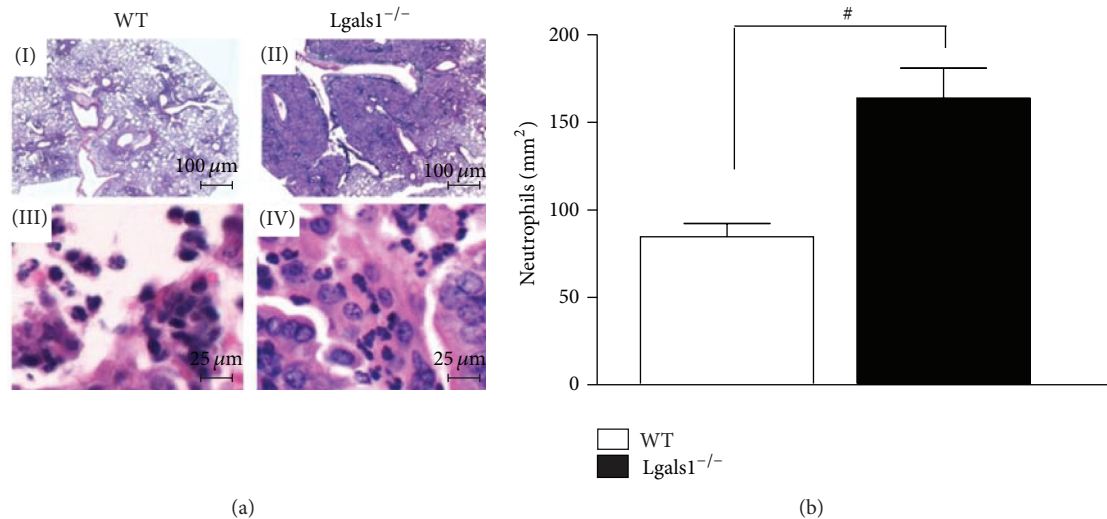 WT
Lgals1⁻/⁻
(I)
100 μm
(II)
100 μm
(III)
25 μm
(IV)
25 μm
(a)
#
Neutrophils (mm²)
200
150
100
50
0
WT
Lgals1⁻/⁻
(b)